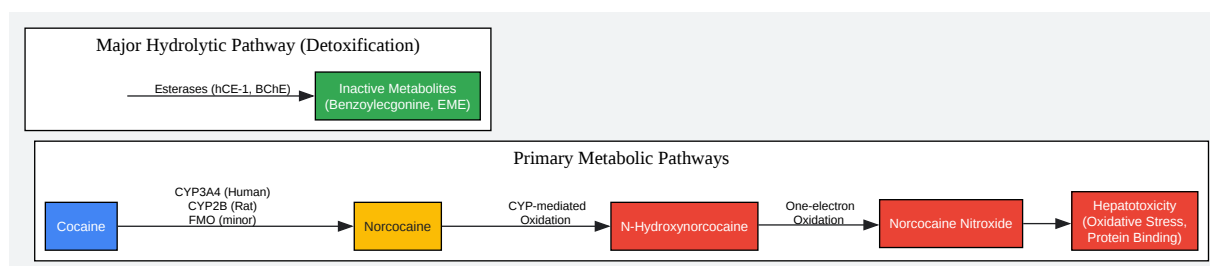 Major Hydrolytic Pathway (Detoxification)
Esterases (hCE-1, BChE)
Inactive Metabolites
(Benzoylecgonine, EME)
Primary Metabolic Pathways
Cocaine
CYP3A4 (Human)
CYP2B (Rat)
FMO (minor)
Norcocaine
CYP-mediated
Oxidation
N-Hydroxynorcocaine
One-electron
Oxidation
Norcocaine Nitroxide
Hepatotoxicity
(Oxidative Stress,
Protein Binding)